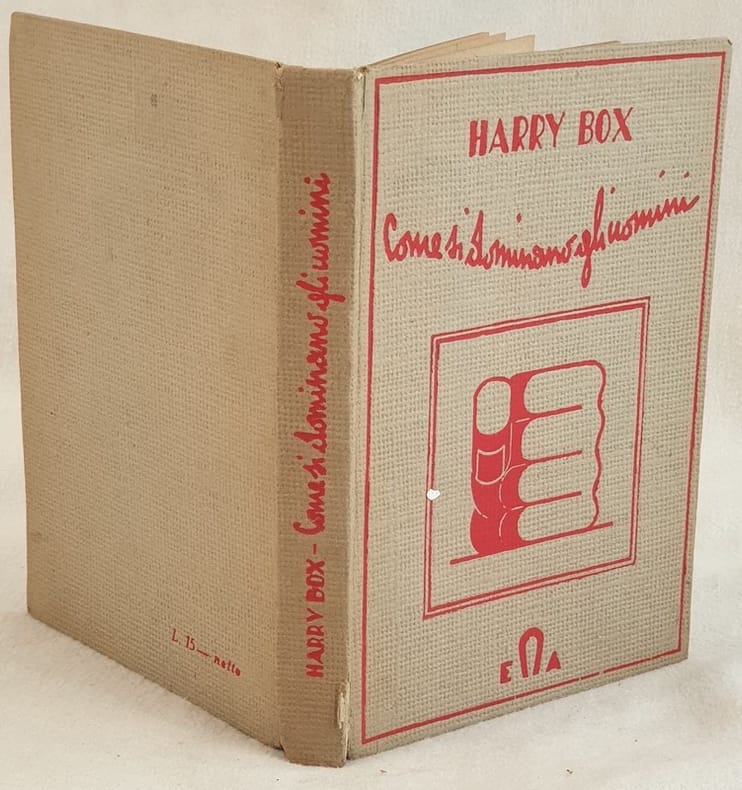 HARRY BOX
Come si dominano gli uomini
E A
HARRY BOX - Come si dominano gli uomini
L. 15 — netto